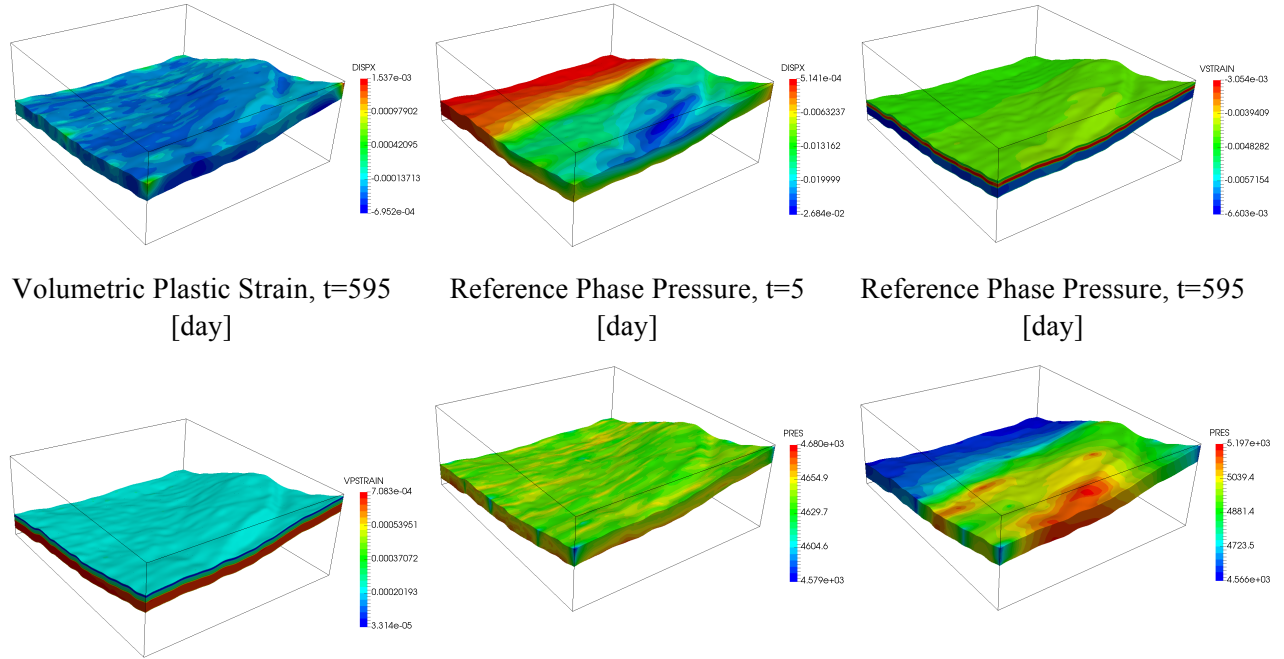 DISPX
1.537e-03
0.00097902
0.00042095
-0.00013713
-6.952e-04
DISPX
5.141e-04
-0.0063237
-0.013162
-0.019999
-2.684e-02
VSTRAIN
-3.054e-03
-0.0039409
-0.0048282
-0.0057154
-6.603e-03
Volumetric Plastic Strain, t=595
[day]
Reference Phase Pressure, t=5
[day]
Reference Phase Pressure, t=595
[day]
VPSTRAIN
7.083e-04
0.00053951
0.00037072
0.00020193
3.314e-05
PRES
4.680e+03
4654.9
4629.7
4604.6
4.579e+03
PRES
5.197e+03
5039.4
4881.4
4723.5
4.566e+03